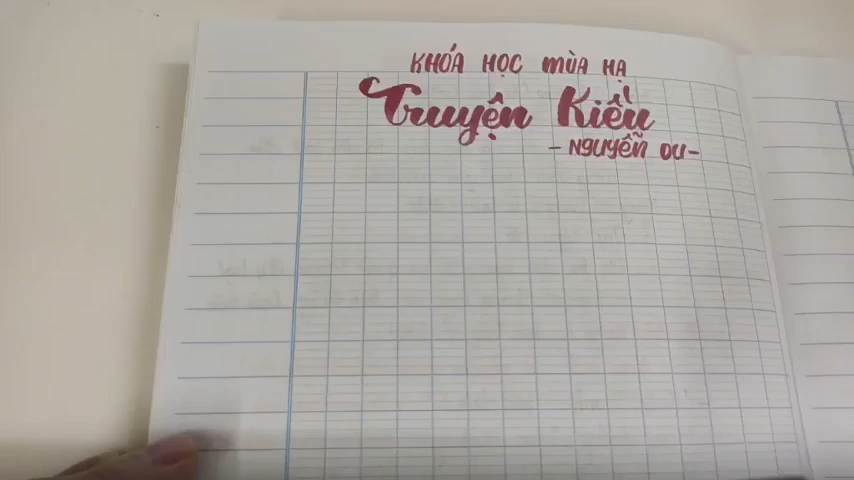 KHÓA HỌC MÙA HẠ
Truyện Kiều
- NGUYỄN DU -